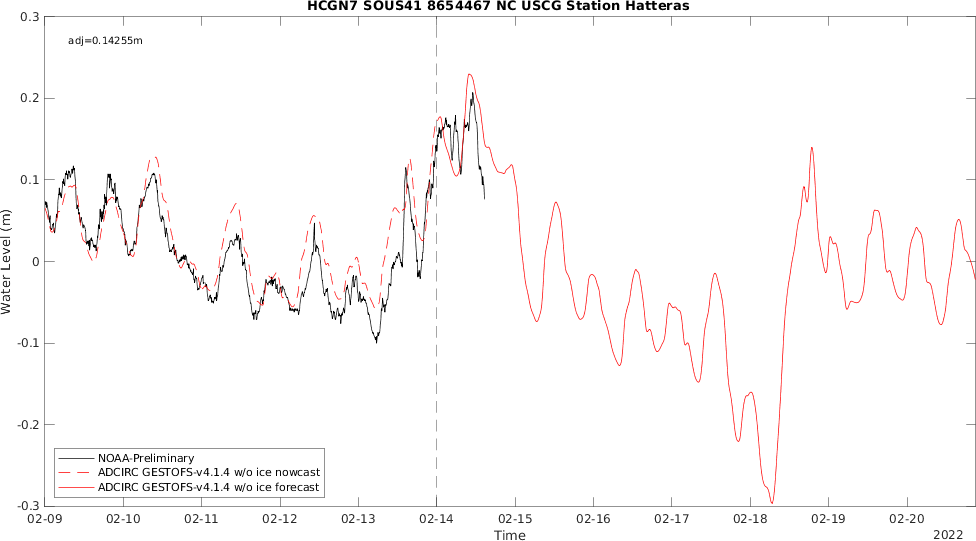 HCGN7 SOUS41 8654467 NC USCG Station Hatteras
adj=0.14255m
0.3
0.2
0.1
0
-0.1
-0.2
-0.3
Water Level (m)
NOAA-Preliminary
ADCIRC GESTOFS-v4.1.4 w/o ice nowcast
ADCIRC GESTOFS-v4.1.4 w/o ice forecast
02-09 02-10 02-11 02-12 02-13 02-14 02-15 02-16 02-17 02-18 02-19 02-20
Time
2022